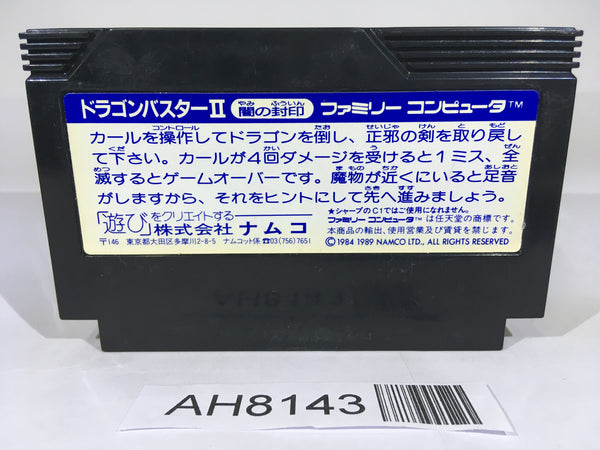 ドラゴンバスターII 闇の封印 ファミリー コンピュータ™
カールを操作してドラゴンを倒し、正邪の剣を取り戻し
て下さい。カールが4回ダメージを受けると1ミス、全
滅するとゲームオーバーです。魔物が近くにいると足音
がしますから、それをヒントにして先へ進みましょう。
「遊び」をクリエイトする
株式会社 ナムコ
〒146 東京都大田区多摩川2-8-5 ナムコット係 ☎03(756)7651
★シャープのC1ではご使用になれません。
ファミリー コンピュータ™は任天堂の商標です。
本商品の輸出、使用営業及び賃貸を禁じます。
©1984 1989 NAMCO LTD., ALL RIGHTS RESERVED
AH8143